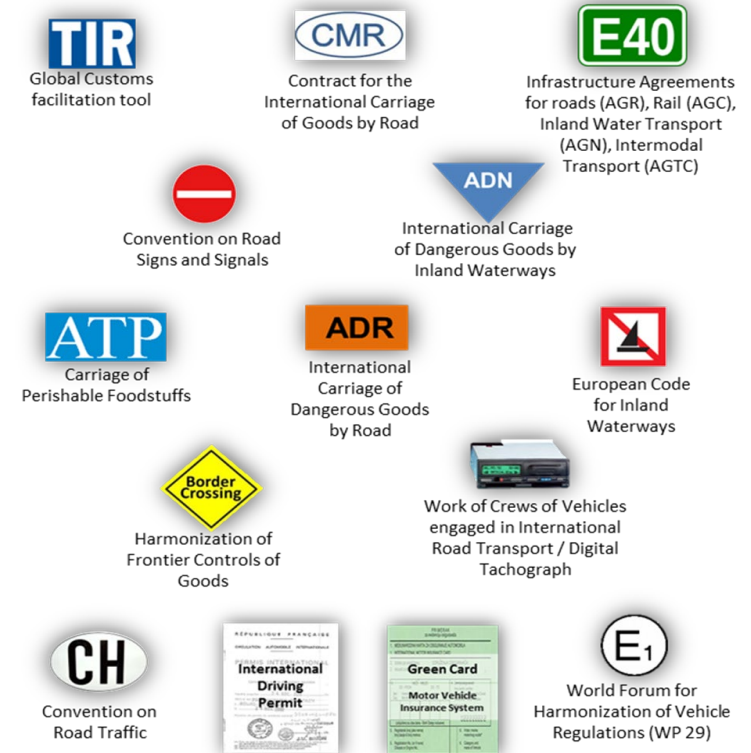 TIR
Global Customs
facilitation tool
CMR
Contract for the
International Carriage
of Goods by Road
E40
Infrastructure Agreements
for roads (AGR), Rail (AGC),
Inland Water Transport
(AGN), Intermodal
Transport (AGTC)
Convention on Road
Signs and Signals
ADN
International Carriage
of Dangerous Goods by
Inland Waterways
ATP
Carriage of
Perishable Foodstuffs
ADR
International
Carriage of
Dangerous Goods
by Road
European Code
for Inland
Waterways
Border
Crossing
Harmonization of
Frontier Controls of
Goods
Work of Crews of Vehicles
engaged in International
Road Transport / Digital
Tachograph
CH
Convention on
Road Traffic
RÉPUBLIQUE FRANÇAISE
CIRCULATION AUTOMOBILE INTERNATIONALE
PERMIS INTERNATIONAL
International
Driving
Permit
Green Card
Motor Vehicle
Insurance System
E1
World Forum for
Harmonization of Vehicle
Regulations (WP 29)